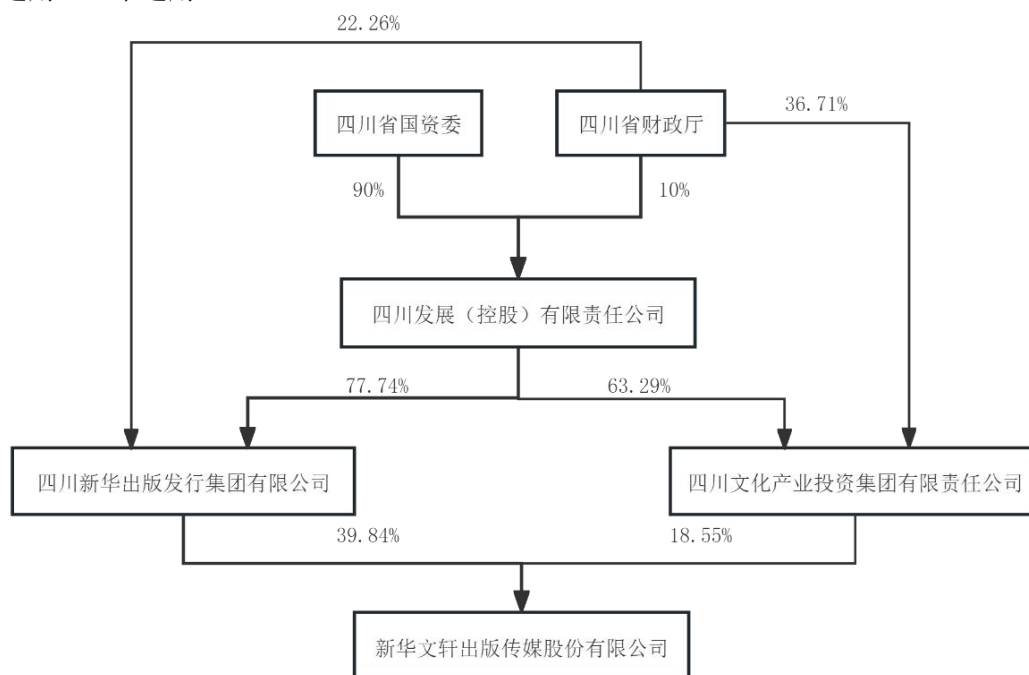 22.26%
四川省国资委
四川省财政厅
36.71%
90%
10%
四川发展（控股）有限责任公司
77.74%
63.29%
四川新华出版发行集团有限公司
四川文化产业投资集团有限责任公司
39.84%
18.55%
新华文轩出版传媒股份有限公司